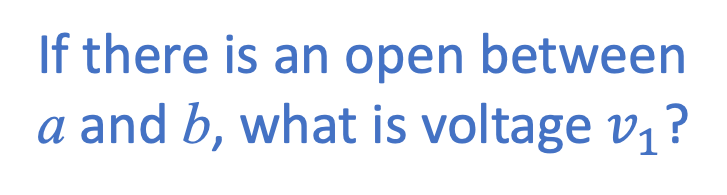 If there is an open between
a and b, what is voltage v₁?